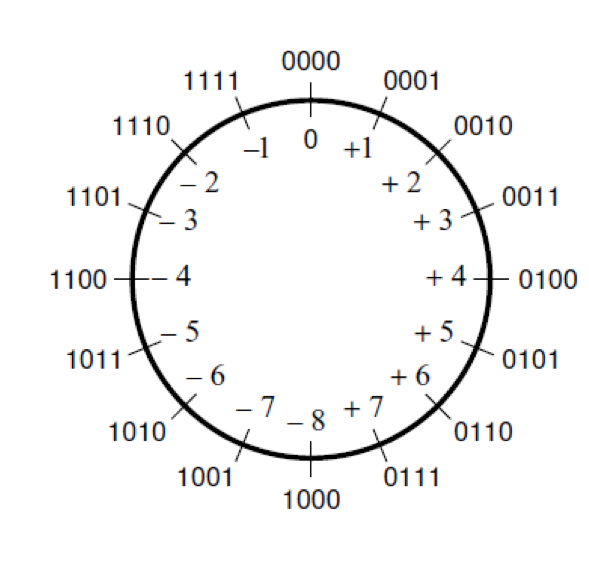 0000
1111 0001
1110 0 0010
–1 +1
– 2 + 2
1101 0011
– 3 + 3
1100 – 4 + 4 0100
– 5 + 5
1011 0101
– 6 + 6
– 7 – 8 + 7
1010 0110
1001 0111
1000